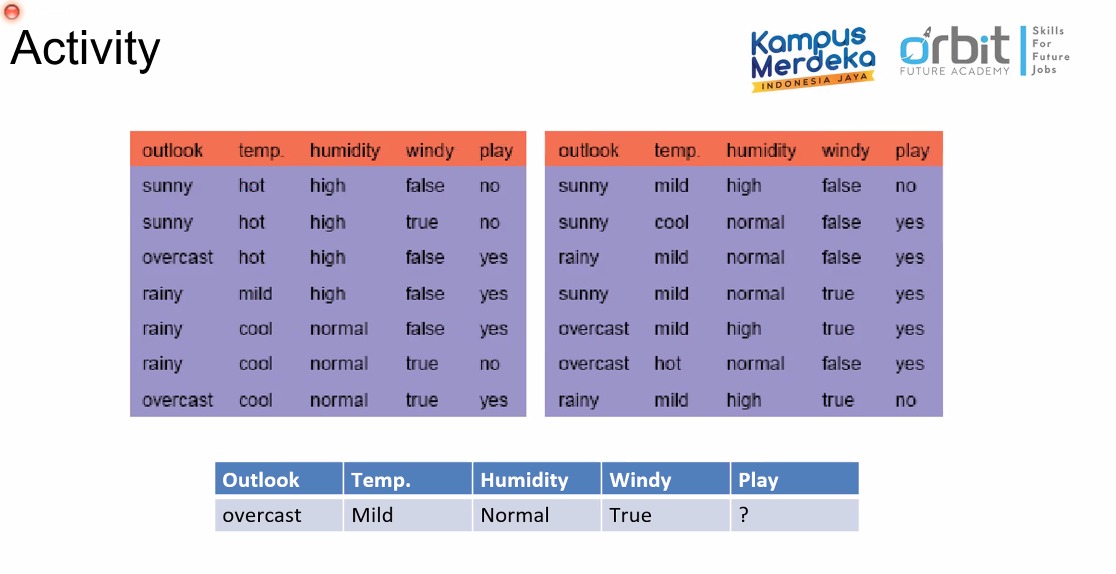 Activity
Kampus
Merdeka
INDONESIA JAYA
orbit
FUTURE ACADEMY
Skills
For
Future
Jobs
outlook temp. humidity windy play
sunny hot high false no
sunny hot high true no
overcast hot high false yes
rainy mild high false yes
rainy cool normal false yes
rainy cool normal true no
overcast cool normal true yes
outlook temp. humidity windy play
sunny mild high false no
sunny cool normal false yes
rainy mild normal false yes
sunny mild normal true yes
overcast mild high true yes
overcast hot normal false yes
rainy mild high true no
Outlook Temp. Humidity Windy Play
overcast Mild Normal True ?